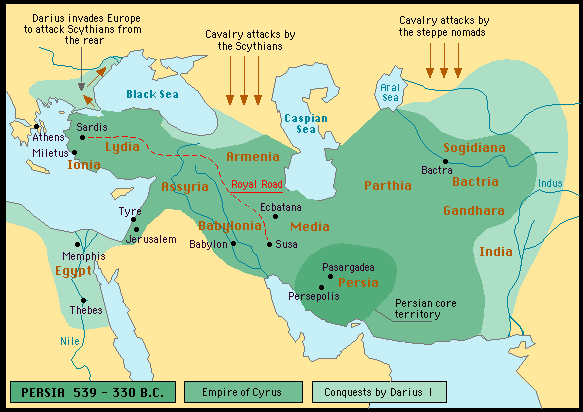 Darius invades Europe
to attack Scythians from
the rear
Cavalry attacks by
the Scythians
Cavalry attacks by
the steppe nomads
Black Sea
Caspian
Sea
Aral
Sea
Athens
Sardis
Lydia
Miletus
Ionia
Armenia
Sogidiana
Bactra
Bactria
Parthia
Indus
Assyria
Royal Road
Gandhara
Tyre
Ecbatana
Babylonia
Media
Jerusalem
Babylon
Susa
India
Memphis
Egypt
Pasargadea
Persia
Persepolis
Persian core
territory
Thebes
Nile
PERSIA 539 - 330 B.C.
Empire of Cyrus
Conquests by Darius I